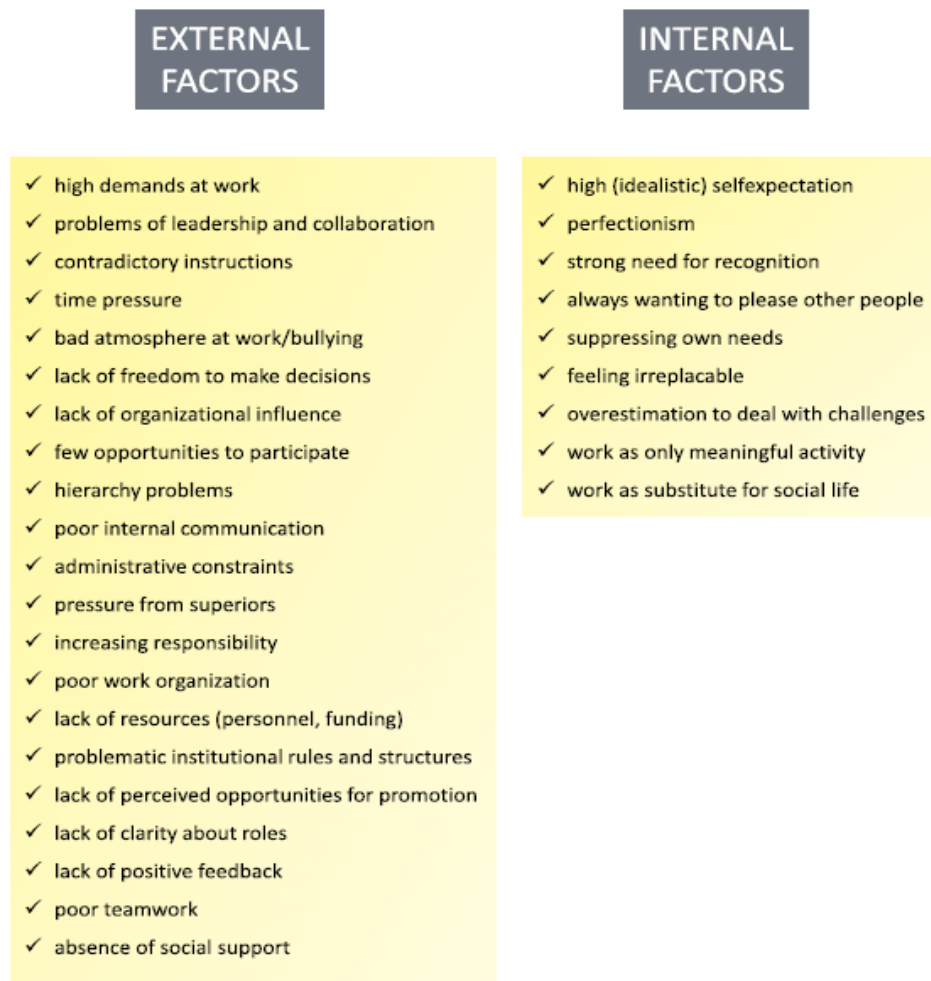 EXTERNAL
FACTORS
✓ high demands at work
✓ problems of leadership and collaboration
✓ contradictory instructions
✓ time pressure
✓ bad atmosphere at work/bullying
✓ lack of freedom to make decisions
✓ lack of organizational influence
✓ few opportunities to participate
✓ hierarchy problems
✓ poor internal communication
✓ administrative constraints
✓ pressure from superiors
✓ increasing responsibility
✓ poor work organization
✓ lack of resources (personnel, funding)
✓ problematic institutional rules and structures
✓ lack of perceived opportunities for promotion
✓ lack of clarity about roles
✓ lack of positive feedback
✓ poor teamwork
✓ absence of social support
INTERNAL
FACTORS
✓ high (idealistic) selfexpectation
✓ perfectionism
✓ strong need for recognition
✓ always wanting to please other people
✓ suppressing own needs
✓ feeling irreplacable
✓ overestimation to deal with challenges
✓ work as only meaningful activity
✓ work as substitute for social life